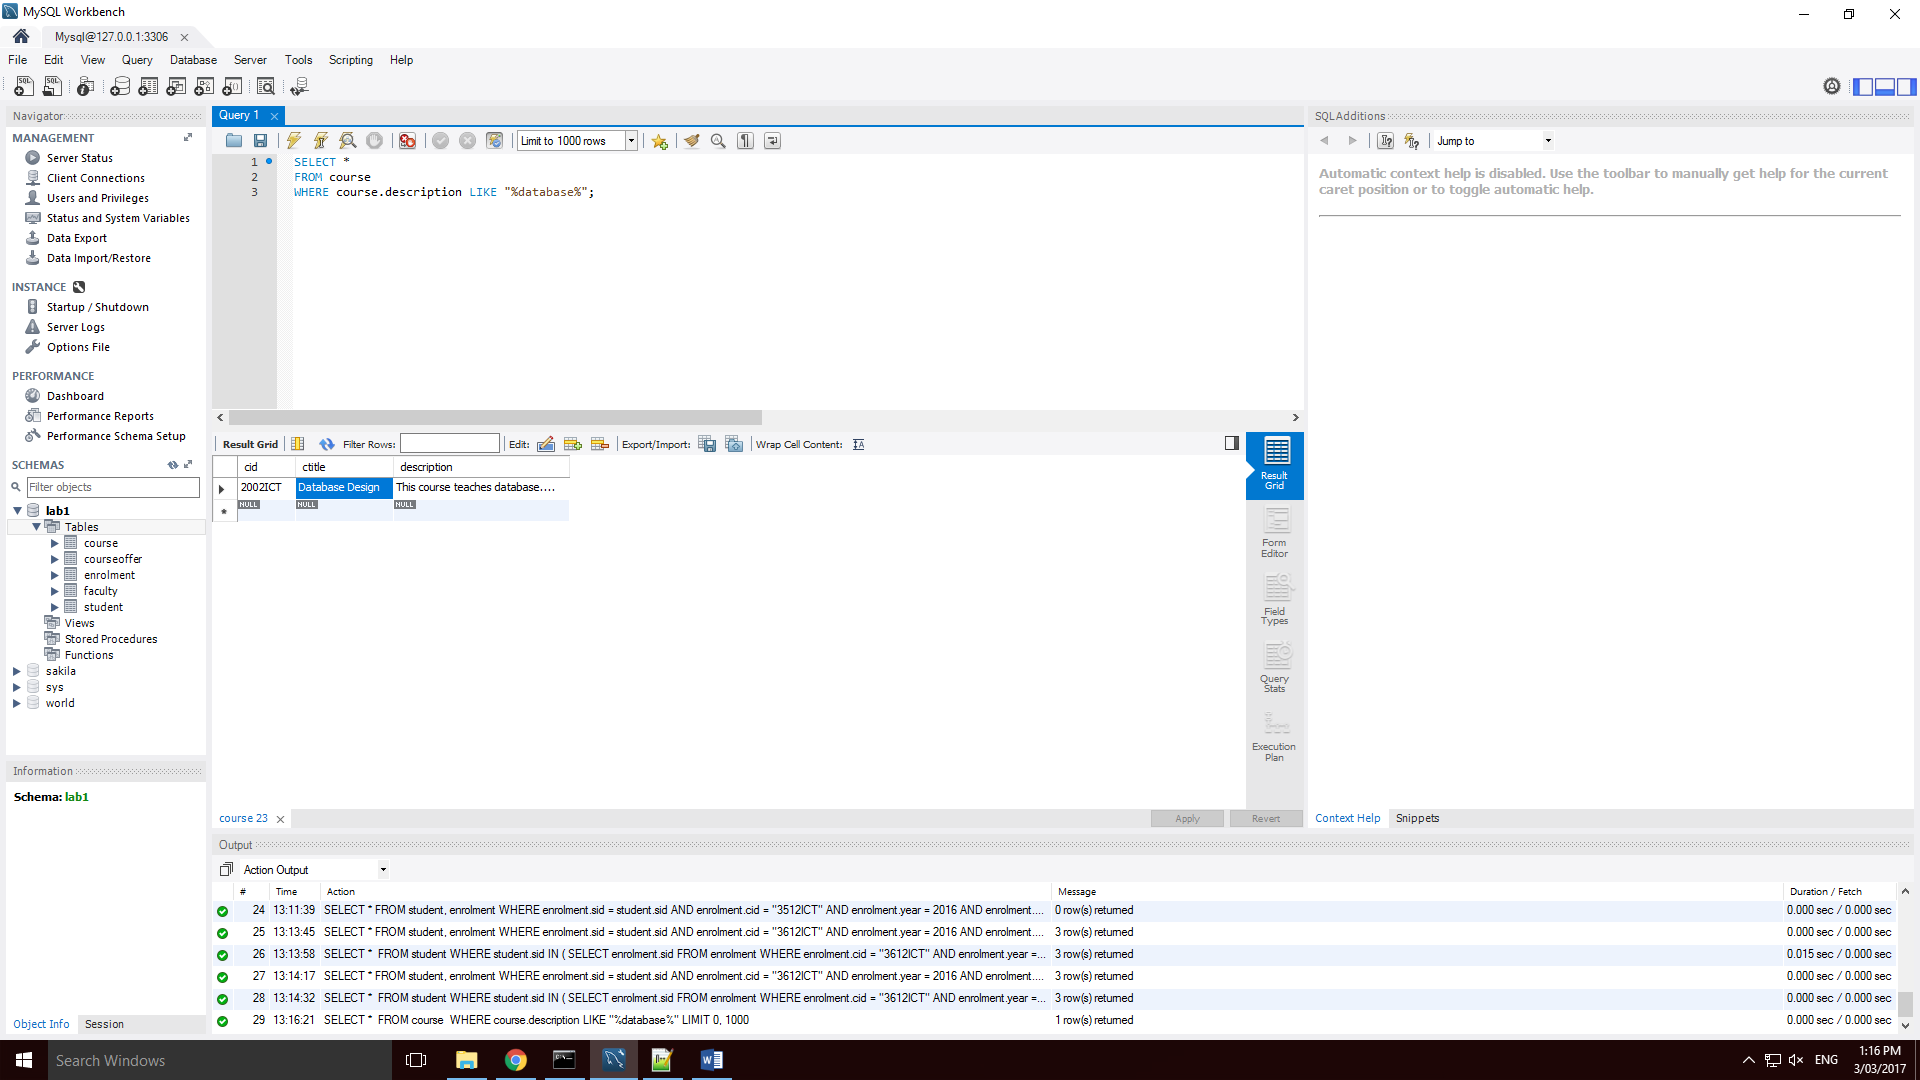 MySQL Workbench
Mysql@127.0.0.1:3306
File Edit View Query Database Server Tools Scripting Help
Navigator
MANAGEMENT
Server Status
Client Connections
Users and Privileges
Status and System Variables
Data Export
Data Import/Restore
INSTANCE
Startup / Shutdown
Server Logs
Options File
PERFORMANCE
Dashboard
Performance Reports
Performance Schema Setup
SCHEMAS
Filter objects
lab1
Tables
course
courseoffer
enrolment
faculty
student
Views
Stored Procedures
Functions
sakila
sys
world
Information
Schema: lab1
Object Info Session
Query 1
Limit to 1000 rows
1 SELECT *
2 FROM course
3 WHERE course.description LIKE "%database%";
Result Grid Filter Rows: Edit: Export/Import: Wrap Cell Content:
cid ctitle description
2002ICT Database Design This course teaches database....
NULL NULL NULL
Result
Grid
Form
Editor
Field
Types
Query
Stats
Execution
Plan
course 23
Apply Revert
SQLAdditions
Jump to
Automatic context help is disabled. Use the toolbar to manually get help for the current
caret position or to toggle automatic help.
Context Help Snippets
Output
Action Output
# Time Action Message Duration / Fetch
24 13:11:39 SELECT * FROM student, enrolment WHERE enrolment.sid = student.sid AND enrolment.cid = "3512ICT" AND enrolment.year = 2016 AND enrolment.... 0 row(s) returned 0.000 sec / 0.000 sec
25 13:13:45 SELECT * FROM student, enrolment WHERE enrolment.sid = student.sid AND enrolment.cid = "3612ICT" AND enrolment.year = 2016 AND enrolment.... 3 row(s) returned 0.000 sec / 0.000 sec
26 13:13:58 SELECT * FROM student WHERE student.sid IN ( SELECT enrolment.sid FROM enrolment WHERE enrolment.cid = "3612ICT" AND enrolment.year =... 3 row(s) returned 0.015 sec / 0.000 sec
27 13:14:17 SELECT * FROM student, enrolment WHERE enrolment.sid = student.sid AND enrolment.cid = "3612ICT" AND enrolment.year = 2016 AND enrolment.... 3 row(s) returned 0.000 sec / 0.000 sec
28 13:14:32 SELECT * FROM student WHERE student.sid IN ( SELECT enrolment.sid FROM enrolment WHERE enrolment.cid = "3612ICT" AND enrolment.year =... 3 row(s) returned 0.000 sec / 0.000 sec
29 13:16:21 SELECT * FROM course WHERE course.description LIKE "%database%" LIMIT 0, 1000 1 row(s) returned 0.000 sec / 0.000 sec
Search Windows
ENG
1:16 PM
3/03/2017